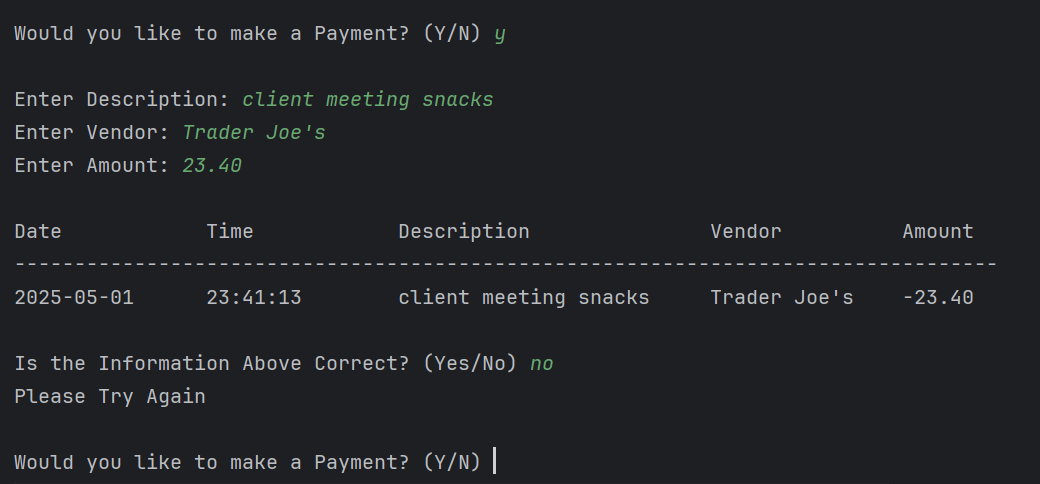 Would you like to make a Payment? (Y/N) y
Enter Description: client meeting snacks
Enter Vendor: Trader Joe's
Enter Amount: 23.40
Date Time Description Vendor Amount
----------------------------------------------------------------------------------
2025-05-01 23:41:13 client meeting snacks Trader Joe's -23.40
Is the Information Above Correct? (Yes/No) no
Please Try Again
Would you like to make a Payment? (Y/N)